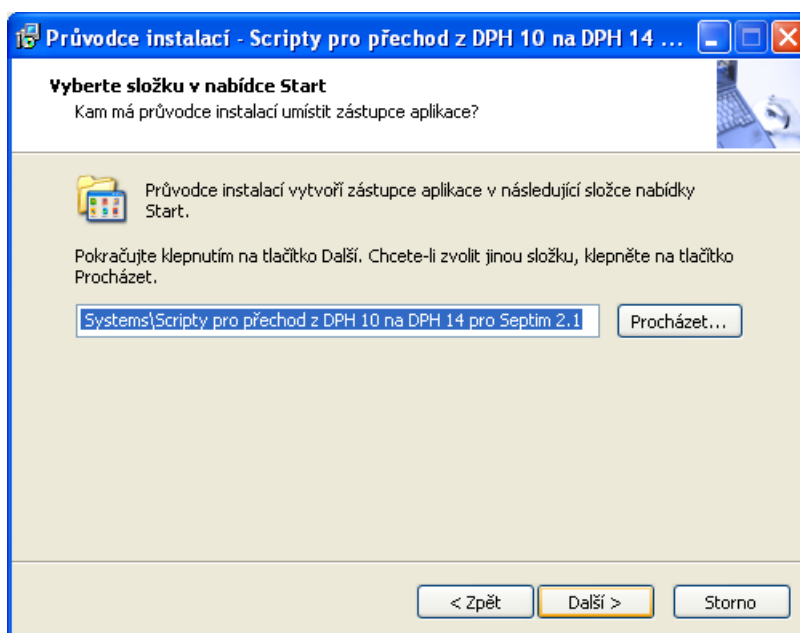 Průvodce instalací - Scripty pro přechod z DPH 10 na DPH 14 ...
Vyberte složku v nabídce Start
Kam má průvodce instalací umístit zástupce aplikace?
Průvodce instalací vytvoří zástupce aplikace v následující složce nabídky
Start.
Pokračujte klepnutím na tlačítko Další. Chcete-li zvolit jinou složku, klepněte na tlačítko
Procházet.
Systems\Scripty pro přechod z DPH 10 na DPH 14 pro Septim 2.1
Procházet...
< Zpět
Další >
Storno